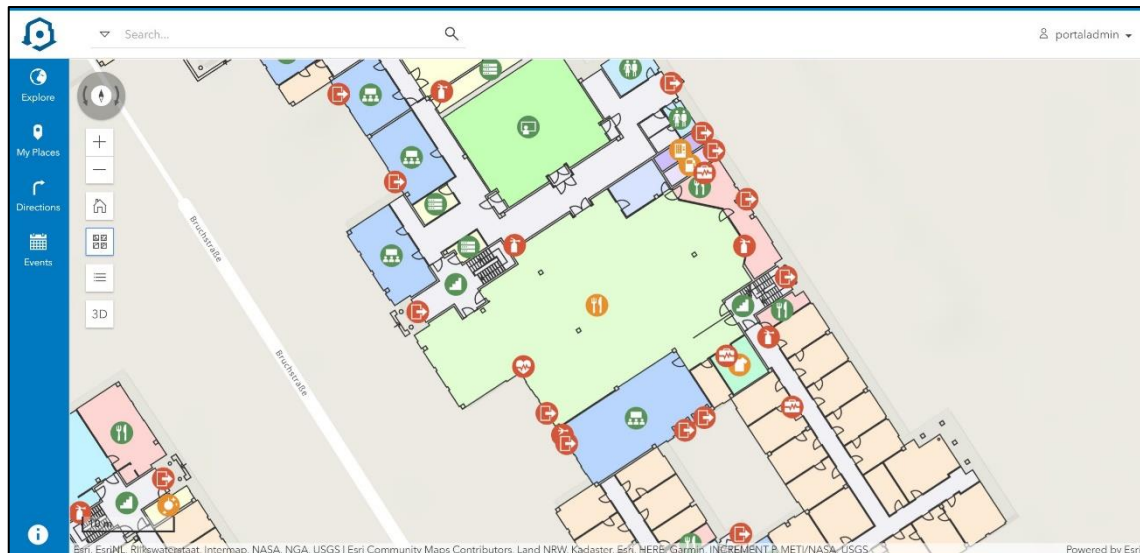 Search...
portaladmin
Explore
My Places
Directions
Events
3D
Bruchstraße
Bruchstraße
10 m
Esri, EsriNL, Rijkswaterstaat, Intermap, NASA, NGA, USGS | Esri Community Maps Contributors, Land NRW, Kadaster, Esri, HERE, Garmin, INCREMENT P, METI/NASA, USGS
Powered by Esri